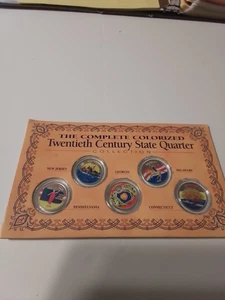 THE COMPLETE COLORIZED
Twentieth Century State Quarter
COLLECTION
NEW JERSEY
GEORGIA
DELAWARE
PENNSYLVANIA
CONNECTICUT